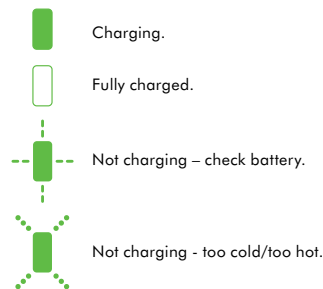 Charging.
Fully charged.
Not charging – check battery.
Not charging - too cold/too hot.